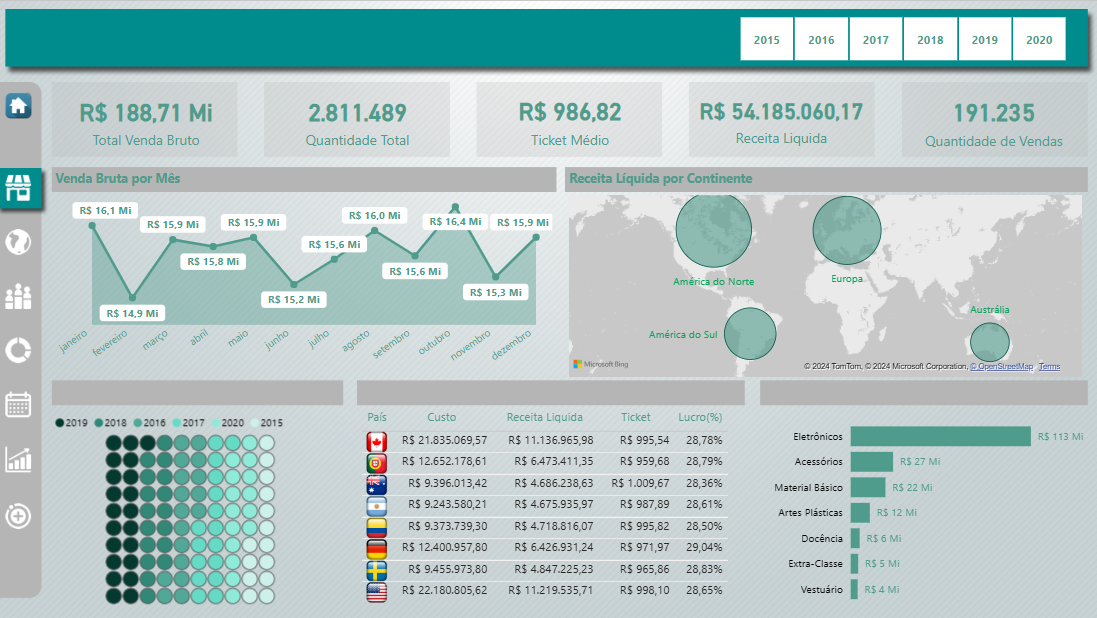 2015 2016 2017 2018 2019 2020
R$ 188,71 Mi
Total Venda Bruto
2.811.489
Quantidade Total
R$ 986,82
Ticket Médio
R$ 54.185.060,17
Receita Liquida
191.235
Quantidade de Vendas
Venda Bruta por Mês
R$ 16,1 Mi
R$ 14,9 Mi
R$ 15,9 Mi
R$ 15,8 Mi
R$ 15,9 Mi
R$ 15,2 Mi
R$ 15,6 Mi
R$ 16,0 Mi
R$ 15,6 Mi
R$ 16,4 Mi
R$ 15,3 Mi
R$ 15,9 Mi
janeiro
fevereiro
março
abril
maio
junho
julho
agosto
setembro
outubro
novembro
dezembro
Receita Líquida por Continente
América do Norte
Europa
América do Sul
Austrália
Microsoft Bing
© 2024 TomTom, © 2024 Microsoft Corporation, © OpenStreetMap Terms
2019 2018 2016 2017 2020 2015
País Custo Receita Liquida Ticket Lucro(%)
R$ 21.835.069,57 R$ 11.136.965,98 R$ 995,54 28,78%
R$ 12.652.178,61 R$ 6.473.411,35 R$ 959,68 28,79%
R$ 9.396.013,42 R$ 4.686.238,63 R$ 1.009,67 28,36%
R$ 9.243.580,21 R$ 4.675.935,97 R$ 987,89 28,61%
R$ 9.373.739,30 R$ 4.718.816,07 R$ 995,82 28,50%
R$ 12.400.957,80 R$ 6.426.931,24 R$ 971,97 29,04%
R$ 9.455.973,80 R$ 4.847.225,23 R$ 965,86 28,83%
R$ 22.180.805,62 R$ 11.219.535,71 R$ 998,10 28,65%
Eletrônicos R$ 113 Mi
Acessórios R$ 27 Mi
Material Básico R$ 22 Mi
Artes Plásticas R$ 12 Mi
Docência R$ 6 Mi
Extra-Classe R$ 5 Mi
Vestuário R$ 4 Mi